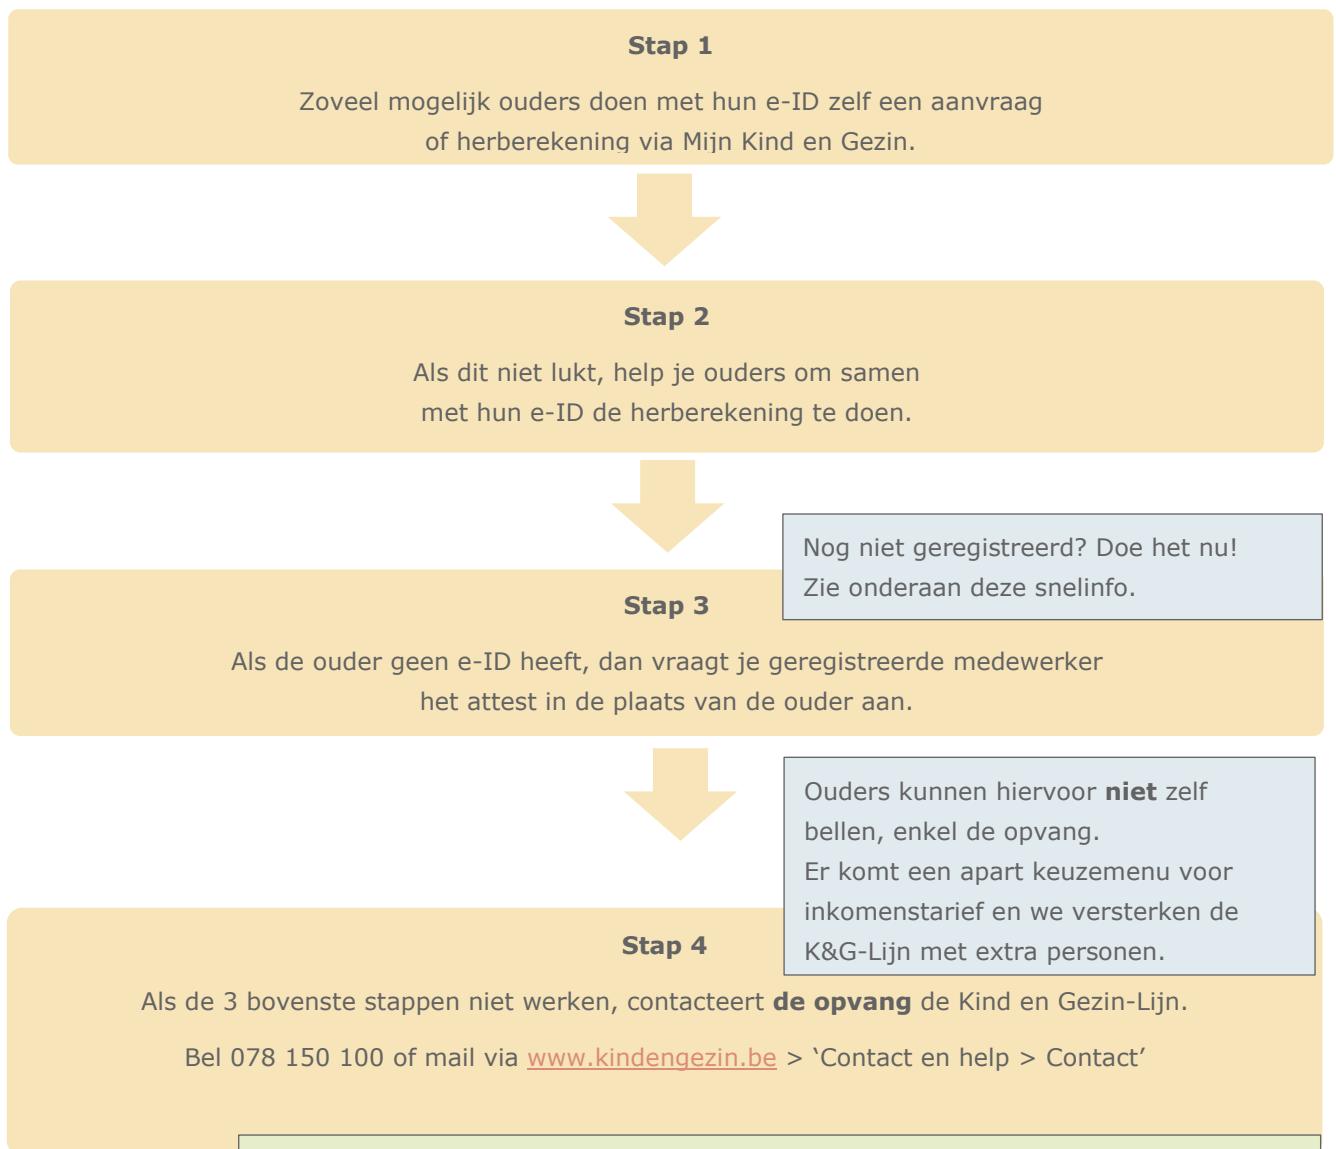 Stap 1
Zoveel mogelijk ouders doen met hun e-ID zelf een aanvraag
of herberekening via Mijn Kind en Gezin.
Stap 2
Als dit niet lukt, help je ouders om samen
met hun e-ID de herberekening te doen.
Nog niet geregistreerd? Doe het nu!
Zie onderaan deze snelinfo.
Stap 3
Als de ouder geen e-ID heeft, dan vraagt je geregistreerde medewerker
het attest in de plaats van de ouder aan.
Ouders kunnen hiervoor niet zelf
bellen, enkel de opvang.
Er komt een apart keuzemenu voor
inkomenstarief en we versterken de
K&G-Lijn met extra personen.
Stap 4
Als de 3 bovenste stappen niet werken, contacteert de opvang de Kind en Gezin-Lijn.
Bel 078 150 100 of mail via www.kindengezin.be > ‘Contact en help > Contact’